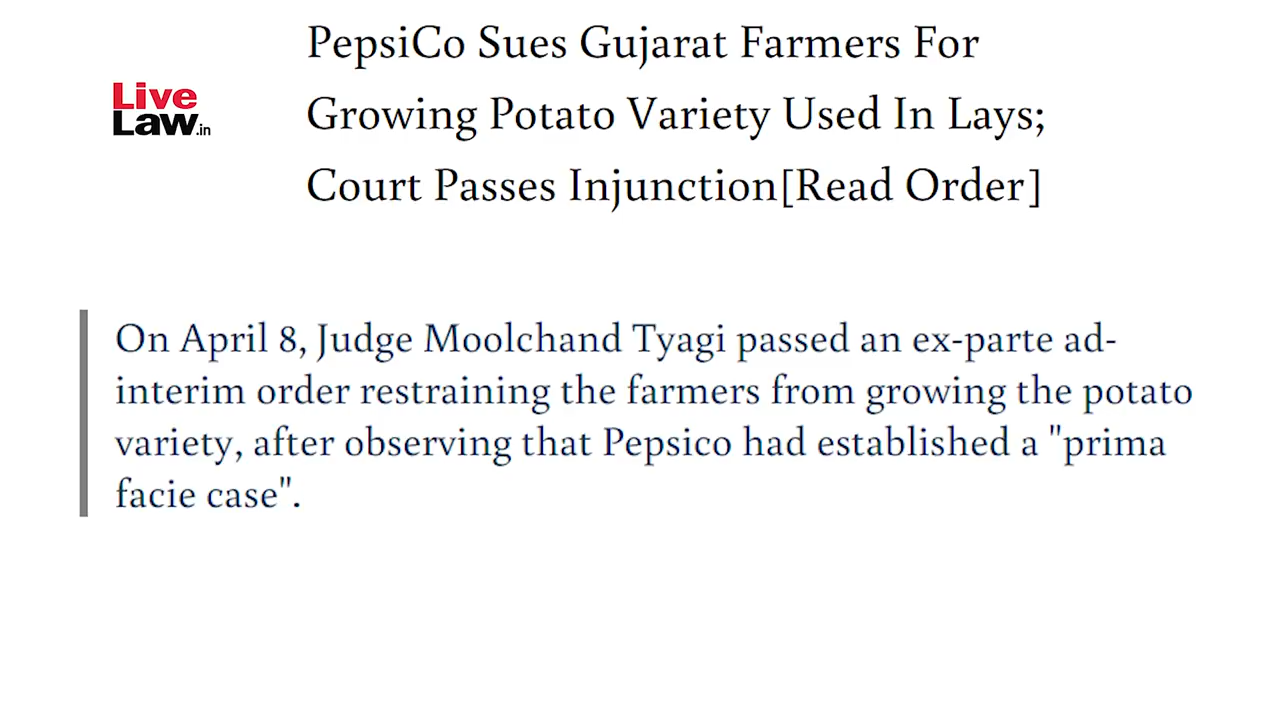 PepsiCo Sues Gujarat Farmers For
Live
Law.in
Growing Potato Variety Used In Lays;
Court Passes Injunction[Read Order]
On April 8, Judge Moolchand Tyagi passed an ex-parte ad-
interim order restraining the farmers from growing the potato
variety, after observing that Pepsico had established a "prima
facie case".